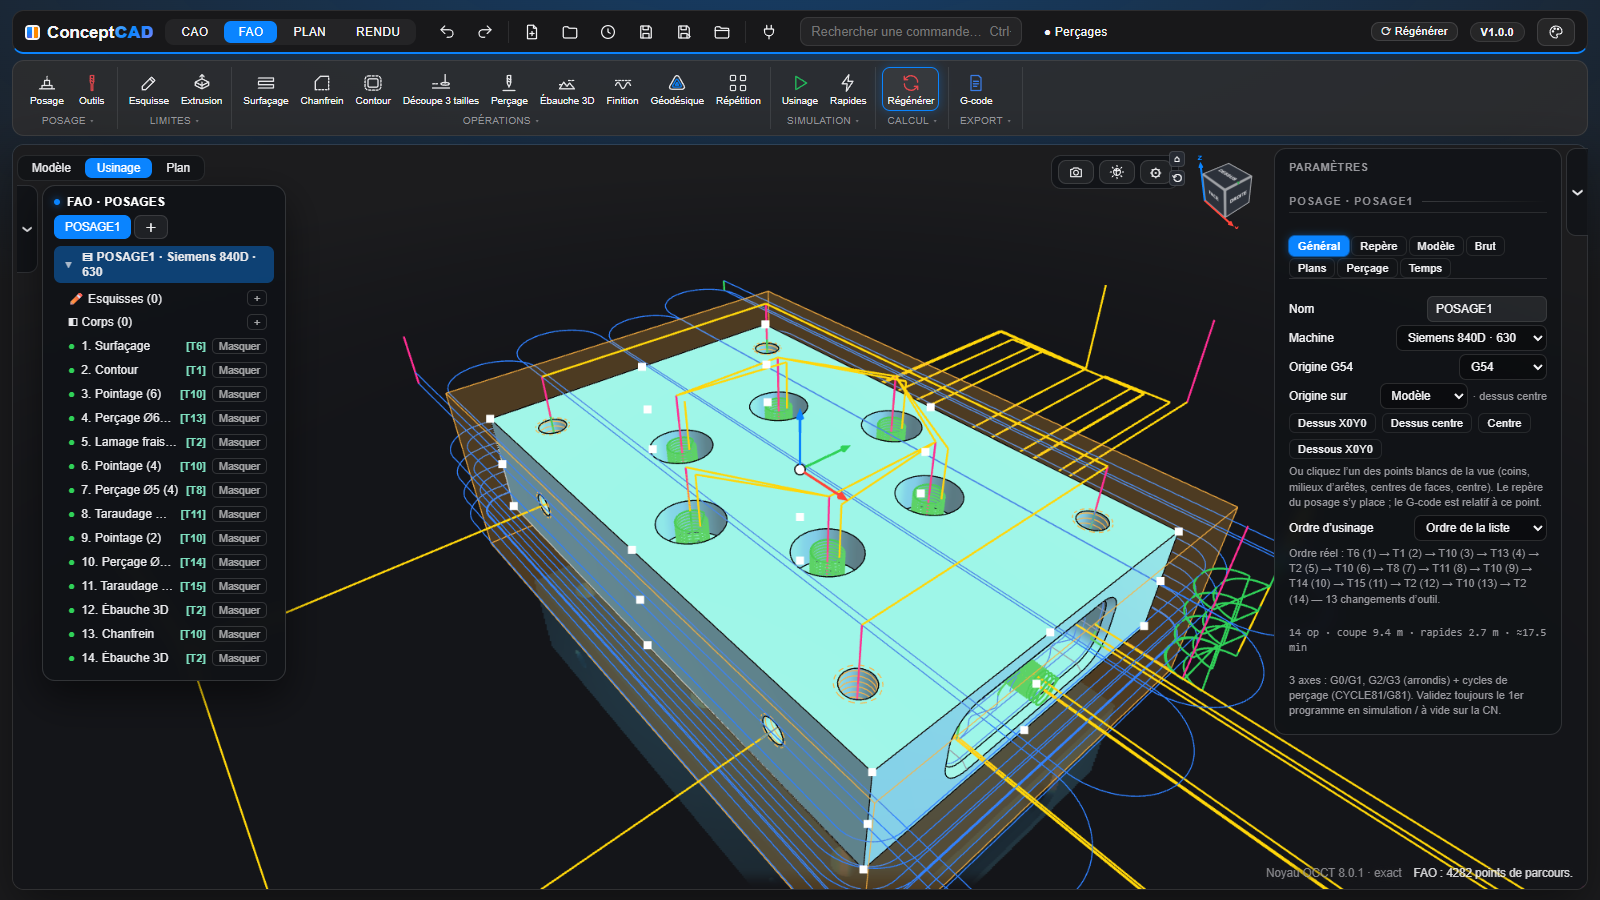 ConceptCAD CAO FAO PLAN RENDU Rechercher une commande... Ctrl Perçages Régénérer V1.0.0
Posage Outils Esquisse Extrusion Surfaçage Chanfrein Contour Découpe 3 tailles Perçage Ébauche 3D Finition Géodésique Répétition Usinage Rapides Régénérer G-code
POSAGE LIMITES OPÉRATIONS SIMULATION CALCUL EXPORT
Modèle Usinage Plan
FAO · POSAGES
POSAGE1 +
POSAGE1 · Siemens 840D ·
630
Esquisses (0) +
Corps (0) +
1. Surfaçage [T6] Masquer
2. Contour [T1] Masquer
3. Pointage (6) [T10] Masquer
4. Perçage Ø6... [T13] Masquer
5. Lamage frais... [T2] Masquer
6. Pointage (4) [T10] Masquer
7. Perçage Ø5 (4) [T8] Masquer
8. Taraudage ... [T11] Masquer
9. Pointage (2) [T10] Masquer
10. Perçage Ø... [T14] Masquer
11. Taraudage ... [T15] Masquer
12. Ébauche 3D [T2] Masquer
13. Chanfrein [T10] Masquer
14. Ébauche 3D [T2] Masquer
Z
PARAMÈTRES
POSAGE · POSAGE1
Général Repère Modèle Brut
Plans Perçage Temps
Nom POSAGE1
Machine Siemens 840D · 630
Origine G54 G54
Origine sur Modèle · dessus centre
Dessus X0Y0 Dessus centre Centre
Dessous X0Y0
Ou cliquez l'un des points blancs de la vue (coins,
milieux d'arêtes, centres de faces, centre). Le repère
du posage s'y place ; le G-code est relatif à ce point.
Ordre d'usinage Ordre de la liste
Ordre réel : T6 (1) → T1 (2) → T10 (3) → T13 (4) →
T2 (5) → T10 (6) → T8 (7) → T11 (8) → T10 (9) →
T14 (10) → T15 (11) → T2 (12) → T10 (13) → T2
(14) — 13 changements d'outil.
14 op · coupe 9.4 m · rapides 2.7 m · ≈17.5
min
3 axes : G0/G1, G2/G3 (arrondis) + cycles de
perçage (CYCLE81/G81). Validez toujours le 1er
programme en simulation / à vide sur la CN.
Noyau OCCT 8.0.1 · exact FAO : 4282 points de parcours.